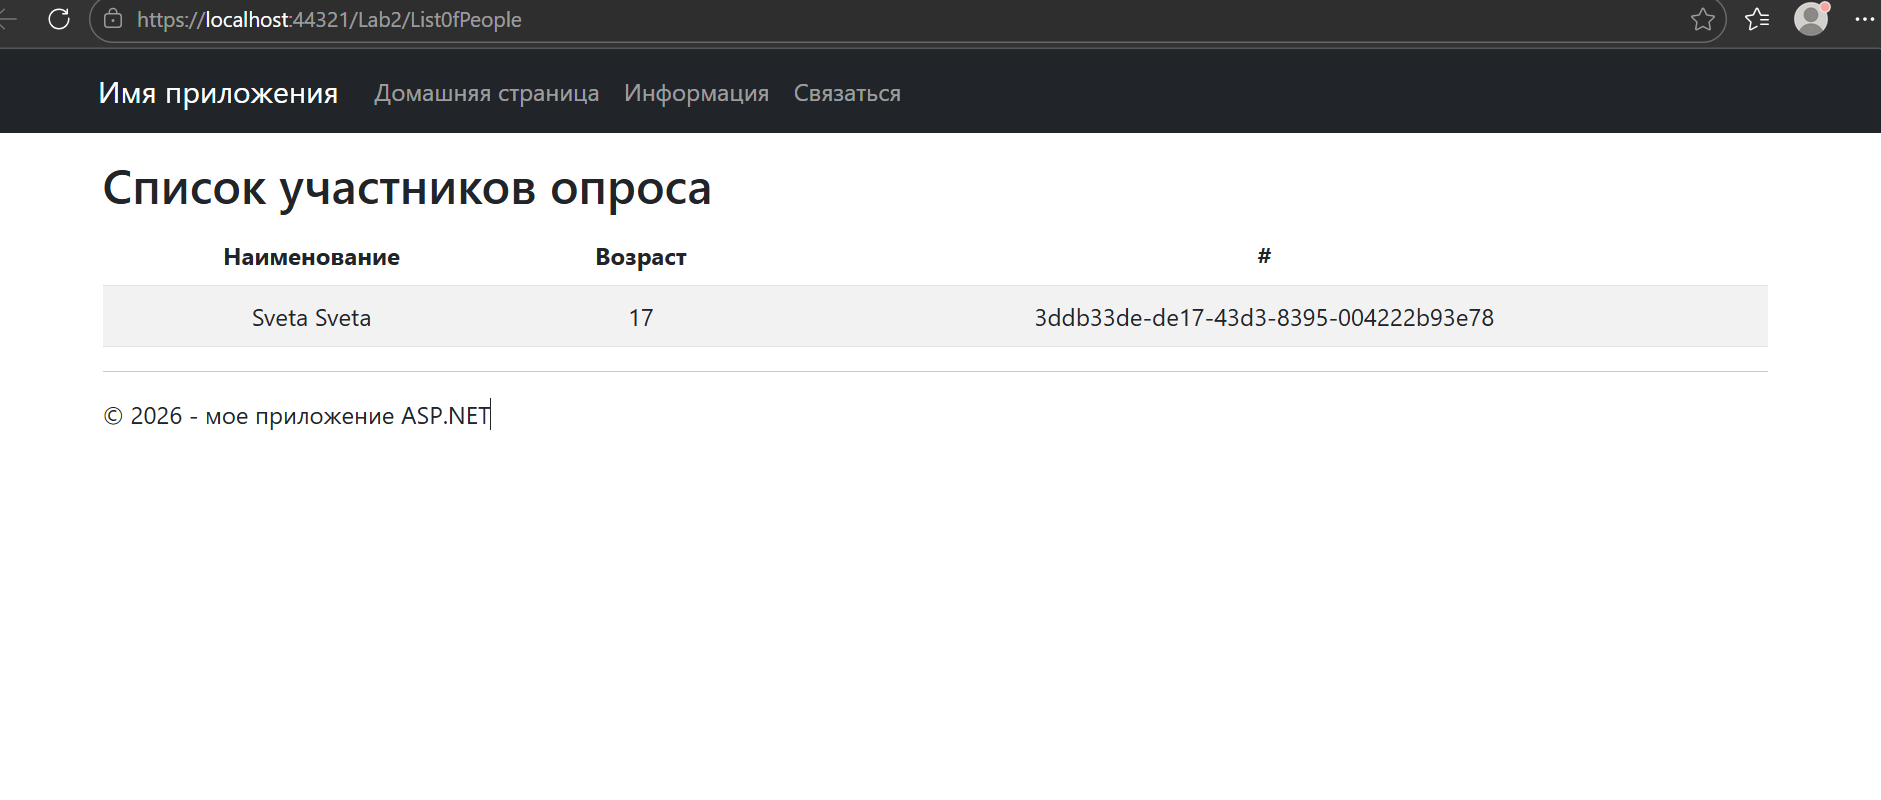 https://localhost:44321/Lab2/List0fPeople
Имя приложения Домашняя страница Информация Связаться
Список участников опроса
Наименование Возраст #
Sveta Sveta 17 3ddb33de-de17-43d3-8395-004222b93e78
© 2026 - мое приложение ASP.NET